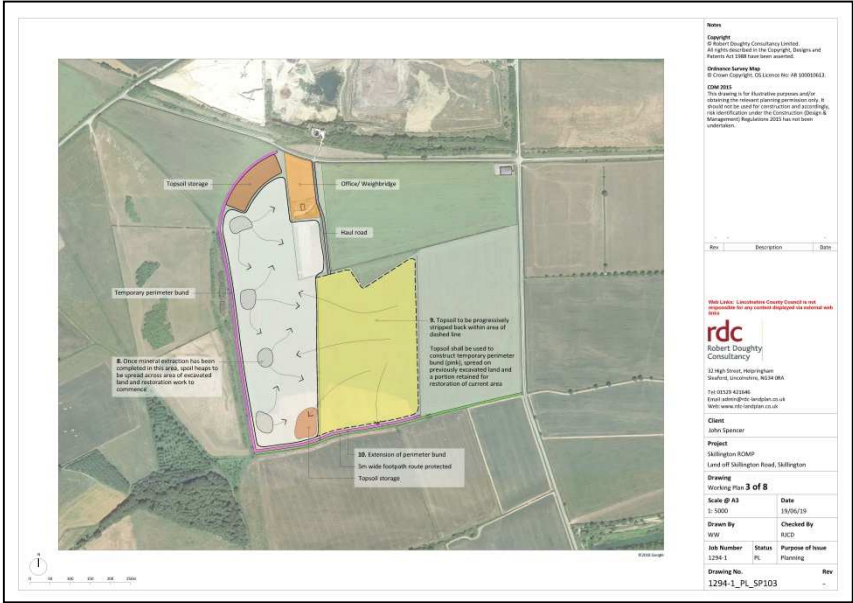 Topsoil storage
Office/ Weighbridge
Haul road
Temporary perimeter bund
8. Once mineral extraction has been
completed in this area, spoil heaps to
be spread across area of excavated
land and restoration work to
commence
9. Topsoil to be progressively
stripped back within area of
dashed line
Topsoil shall be used to
construct temporary perimeter
bund (pink), spread on
previously excavated land and
a portion retained for
restoration of current area
10. Extension of perimeter bund
5m wide footpath route protected
Topsoil storage
N
0 50 100 150 200 250m
©2018 Google
Notes
Copyright
© Robert Doughty Consultancy Limited.
All rights described in the Copyright, Designs and
Patents Act 1988 have been asserted.
Ordnance Survey Map
© Crown Copyright. OS Licence No: AR 100010613.
CDM 2015
This drawing is for illustrative purposes and/or
obtaining the relevant planning permission only. It
should not be used for construction and accordingly,
risk identification under the Construction (Design &
Management) Regulations 2015 has not been
undertaken.
- - -
Rev Description Date
Web Links: Lincolnshire County Council is not
responsible for any content displayed via external web
links
rdc
Robert Doughty
Consultancy
32 High Street, Helpringham
Sleaford, Lincolnshire, NG34 0RA
Tel:01529 421646
Email:admin@rdc-landplan.co.uk
Web: www.rdc-landplan.co.uk
Client
John Spencer
Project
Skillington ROMP
Land off Skillington Road, Skillington
Drawing
Working Plan 3 of 8
Scale @ A3 Date
1: 5000 19/06/19
Drawn By Checked By
WW RJCD
Job Number Status Purpose of Issue
1294-1 PL Planning
Drawing No. Rev
1294-1_PL_SP103 -